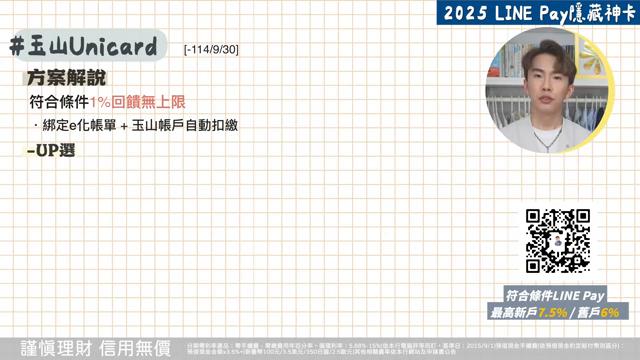 2025 LINE Pay隱藏神卡
#玉山Unicard [-114/9/30]
方案解說
符合條件1%回饋無上限
·綁定e化帳單 + 玉山帳戶自動扣繳
-UP選
符合條件LINE Pay
最高新戶7.5% / 舊戶6%
謹慎理財 信用無價